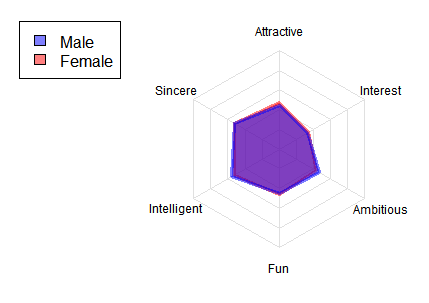 Male
Female
Attractive
Sincere
Interest
Intelligent
Ambitious
Fun